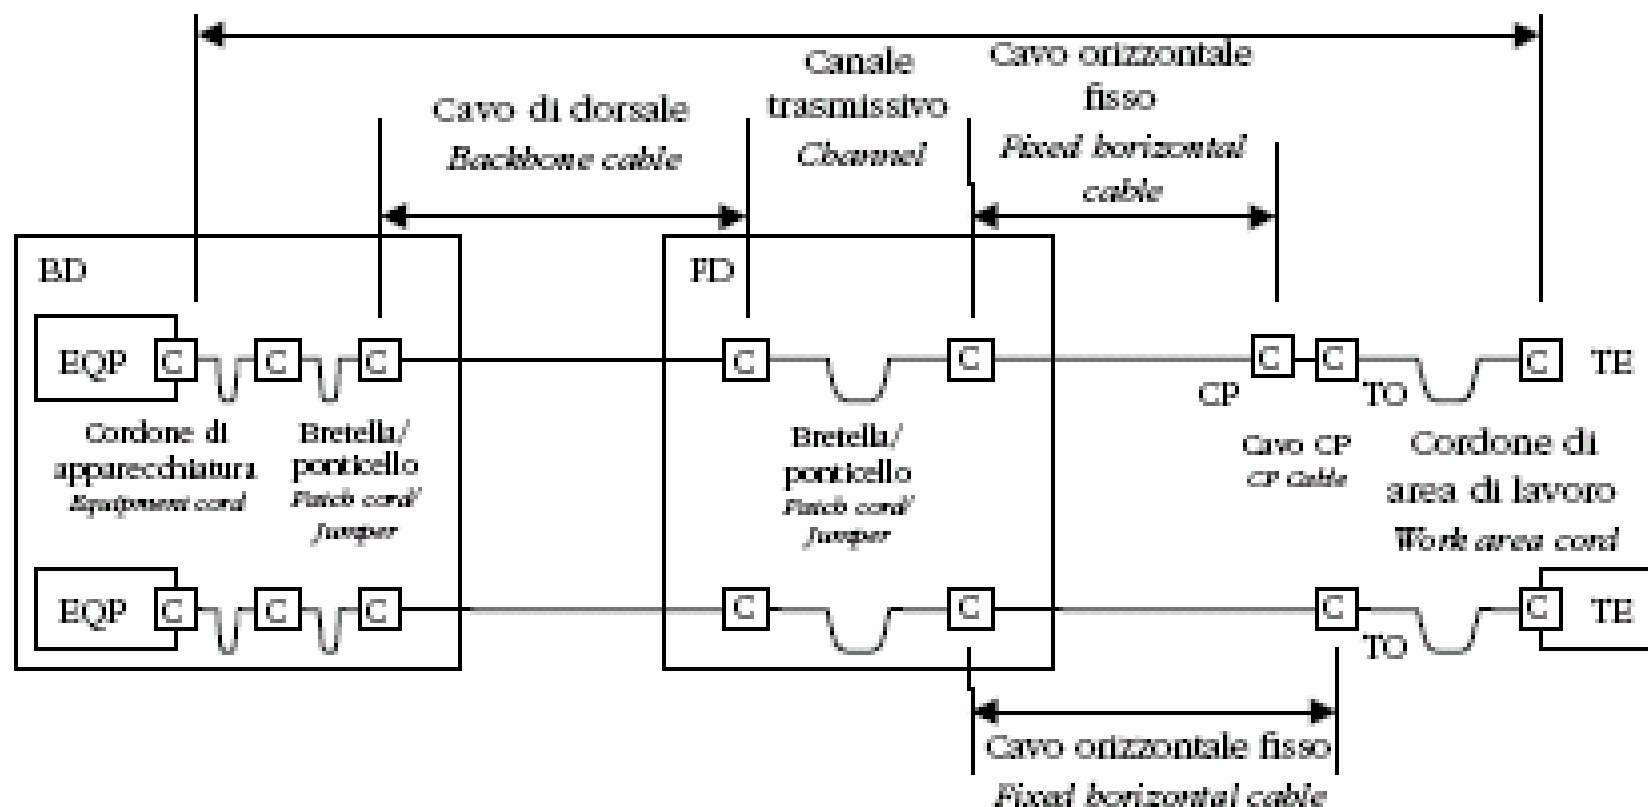 Canale
trasmissivo
Channel
Cavo orizzontale
fisso
Fixed horizontal
cable
Cavo di dorsale
Backbone cable
BD
FD
EQP
C
C
C
C
C
C
C
C
TE
CP
TO
Cordone di
apparecchiatura
Equipment cord
Bretella/
ponticello
Patch cord/
Jumper
Bretella/
ponticello
Patch cord/
Jumper
Cavo CP
CP Cable
Cordone di
area di lavoro
Work area cord
EQP
C
C
C
C
C
C
C
TE
TO
Cavo orizzontale fisso
Fixed horizontal cable